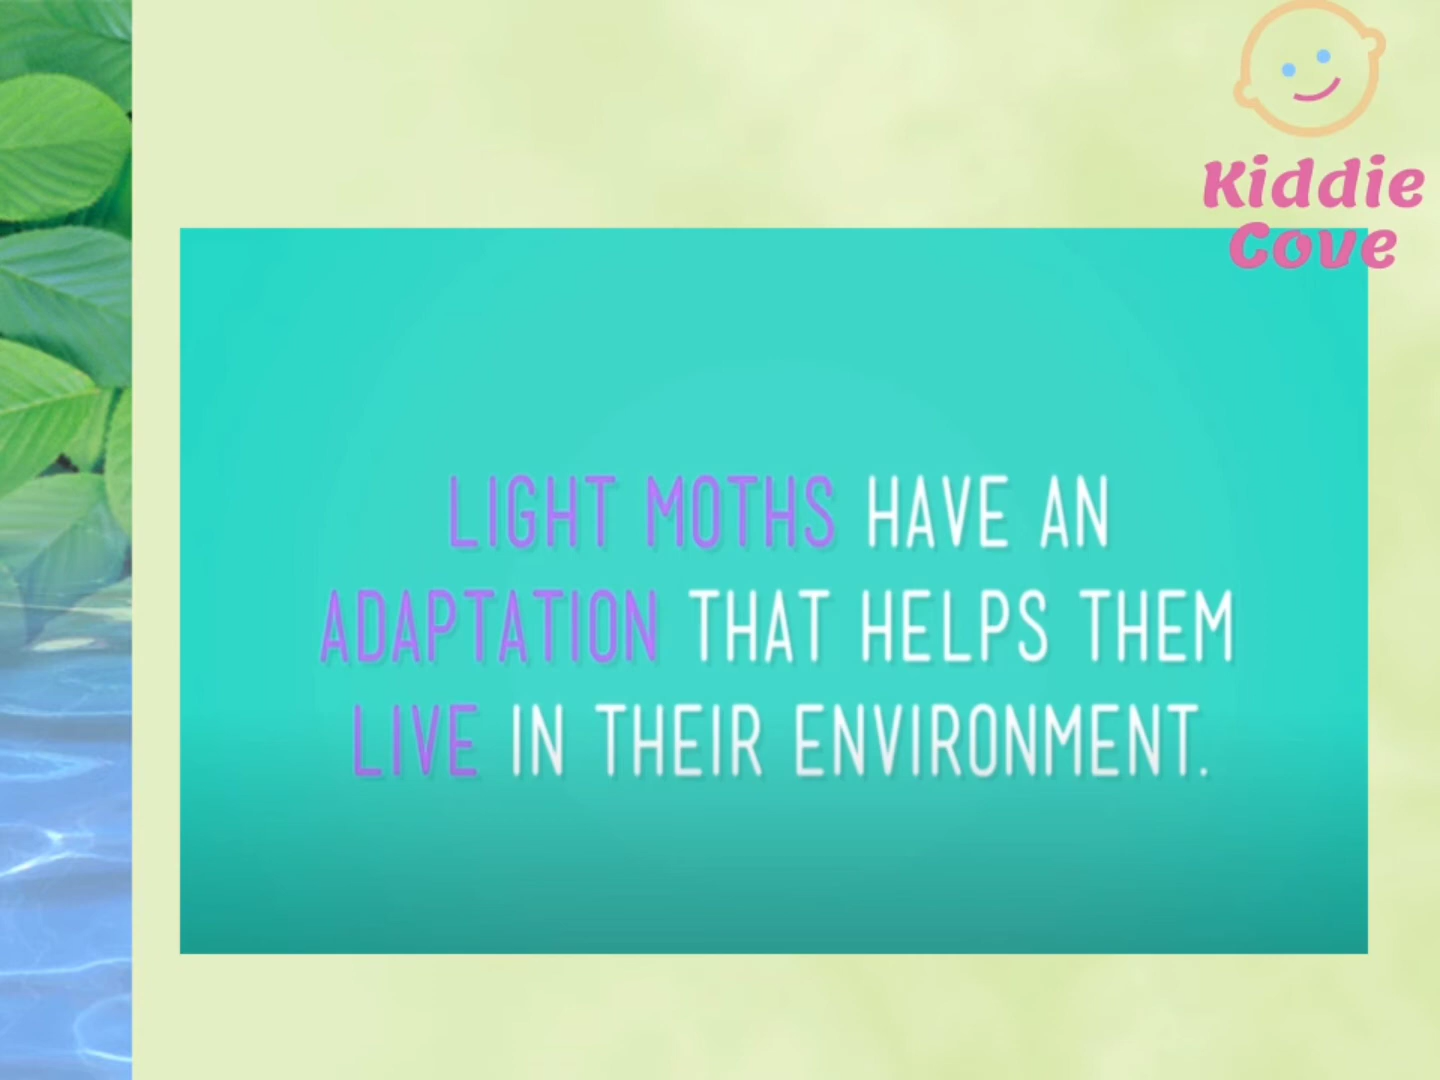 Kiddie
Cove
LIGHT MOTHS HAVE AN
ADAPTATION THAT HELPS THEM
LIVE IN THEIR ENVIRONMENT.